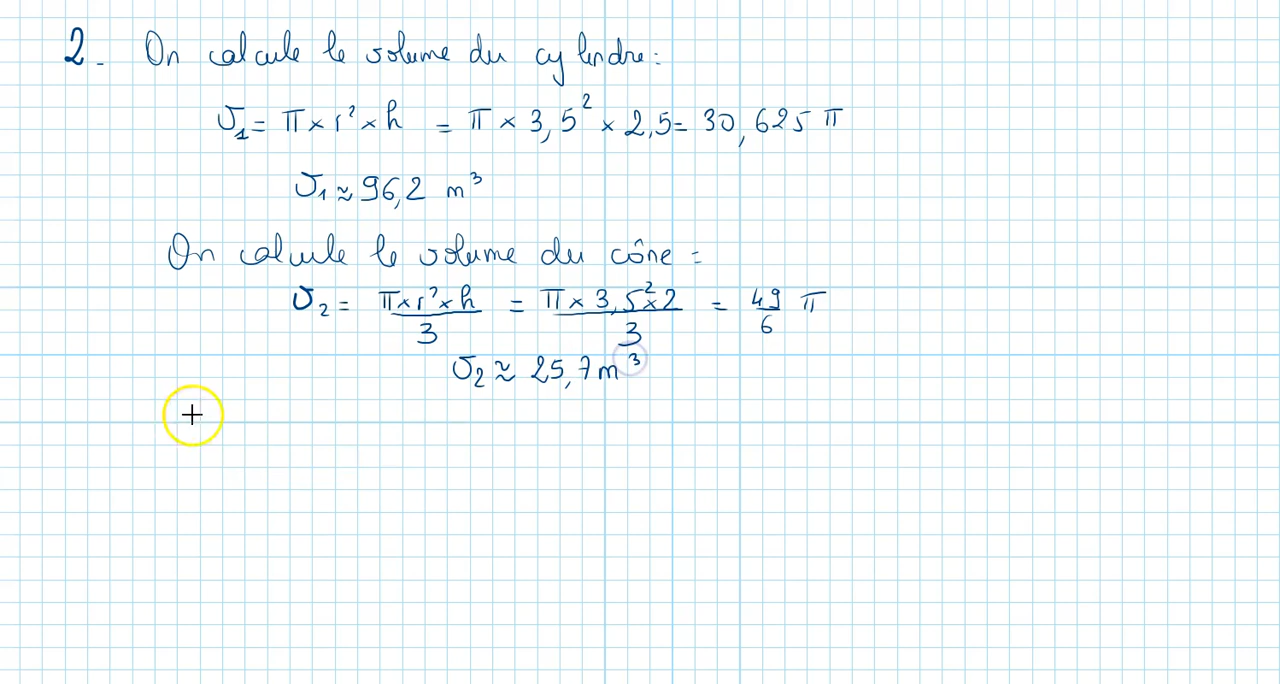 2. On calcule le volume du cylindre :
V₁ = π × r² × h = π × 3,5² × 2,5 = 30,625 π
V₁ ≈ 96,2 m³
On calcule le volume du cône =
V₂ = π × r² × h / 3 = π × 3,5² × 2 / 3 = 49/6 π
V₂ ≈ 25,7 m³